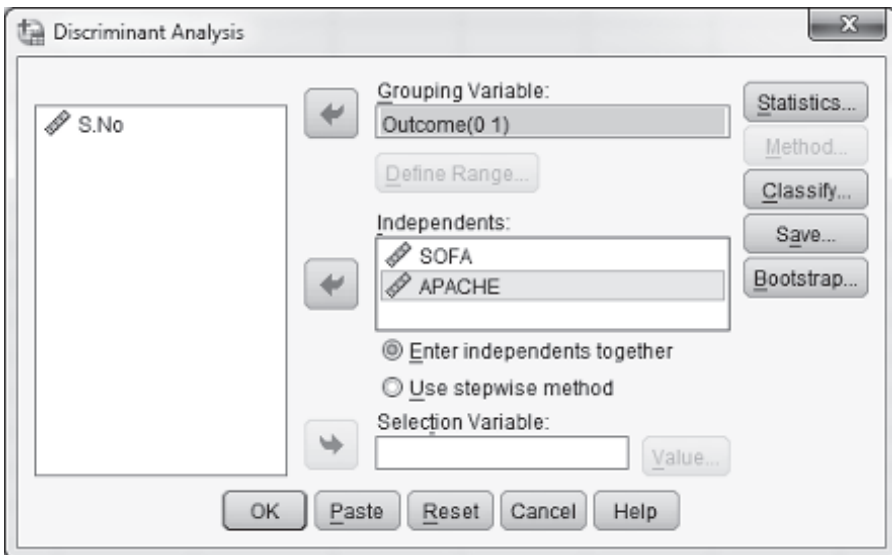 Discriminant Analysis
x
S.No
Grouping Variable:
Outcome(0 1)
Define Range...
Independents:
SOFA
APACHE
Enter independents together
Use stepwise method
Selection Variable:
Value...
Statistics...
Method...
Classify...
Save...
Bootstrap...
OK
Paste
Reset
Cancel
Help